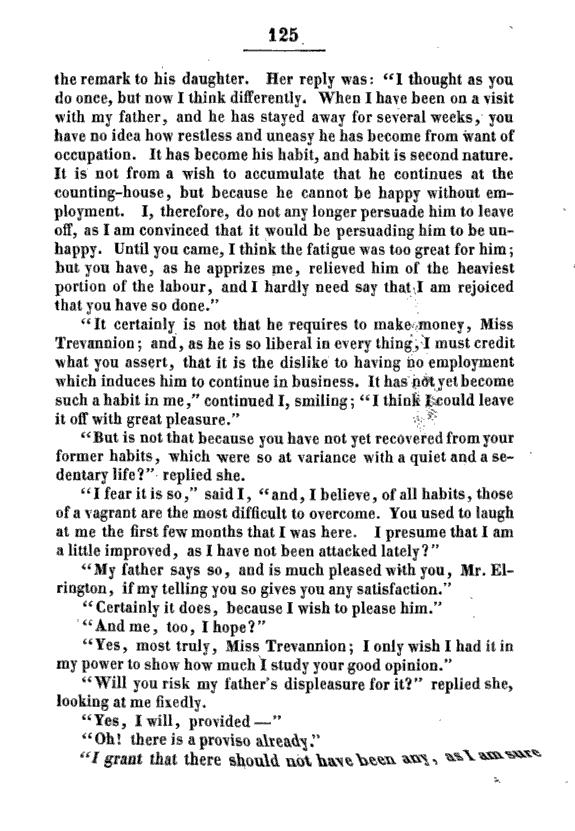 125
the remark to his daughter. Her reply was: “I thought as you
do once, but now I think differently. When I have been on a visit
with my father, and he has stayed away for several weeks, you
have no idea how restless and uneasy he has become from want of
occupation. It has become his habit, and habit is second nature.
It is not from a wish to accumulate that he continues at the
counting-house, but because he cannot be happy without em-
ployment. I, therefore, do not any longer persuade him to leave
off, as I am convinced that it would be persuading him to be un-
happy. Until you came, I think the fatigue was too great for him;
but you have, as he apprizes me, relieved him of the heaviest
portion of the labour, and I hardly need say that I am rejoiced
that you have so done.”
“It certainly is not that he requires to make money, Miss
Trevannion; and, as he is so liberal in every thing, I must credit
what you assert, that it is the dislike to having no employment
which induces him to continue in business. It has not yet become
such a habit in me,” continued I, smiling; “I think I could leave
it off with great pleasure.”
“But is not that because you have not yet recovered from your
former habits, which were so at variance with a quiet and a se-
dentary life?” replied she.
“I fear it is so,” said I, “and, I believe, of all habits, those
of a vagrant are the most difficult to overcome. You used to laugh
at me the first few months that I was here. I presume that I am
a little improved, as I have not been attacked lately?”
“My father says so, and is much pleased with you, Mr. El-
rington, if my telling you so gives you any satisfaction.”
“Certainly it does, because I wish to please him.”
“And me, too, I hope?”
“Yes, most truly, Miss Trevannion; I only wish I had it in
my power to show how much I study your good opinion.”
“Will you risk my father's displeasure for it?” replied she,
looking at me fixedly.
“Yes, I will, provided —”
“Oh! there is a proviso already.”
“I grant that there should not have been any, as I am sure